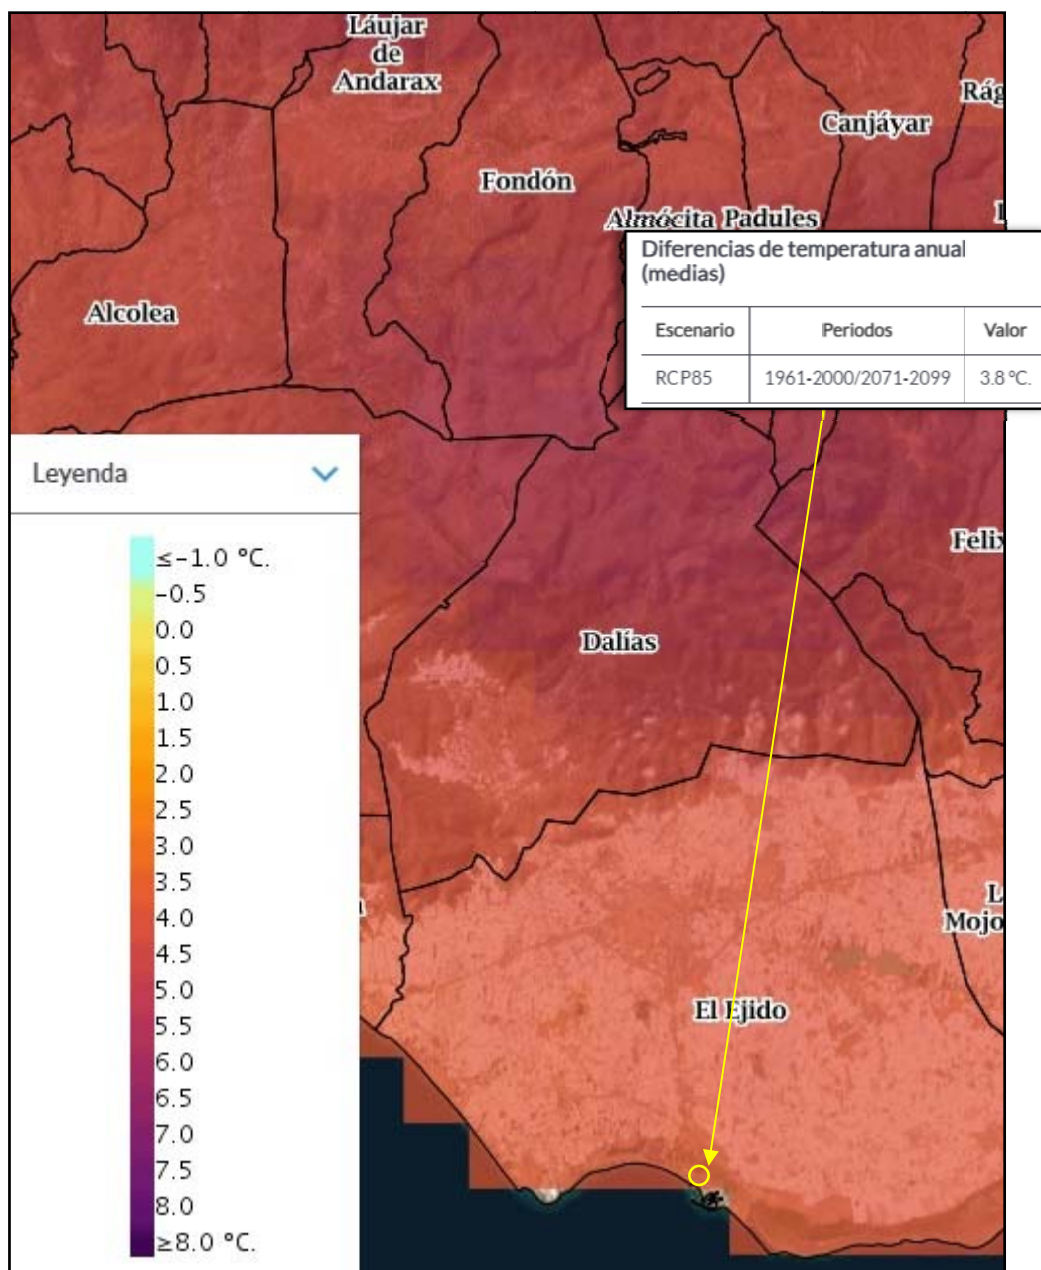 Láujar
de
Andarax
Rág
Canjáyar
Fondón
Almócita Padules
Diferencias de temperatura anual
(medias)
Escenario Periodos Valor
RCP85 1961-2000/2071-2099 3.8 °C.
Alcolea
Leyenda
Felix
≤-1.0 °C.
-0.5
0.0
0.5
1.0
1.5
2.0
2.5
3.0
3.5
4.0
4.5
5.0
5.5
6.0
6.5
7.0
7.5
8.0
≥8.0 °C.
Dalías
L
Mojo
El Ejido